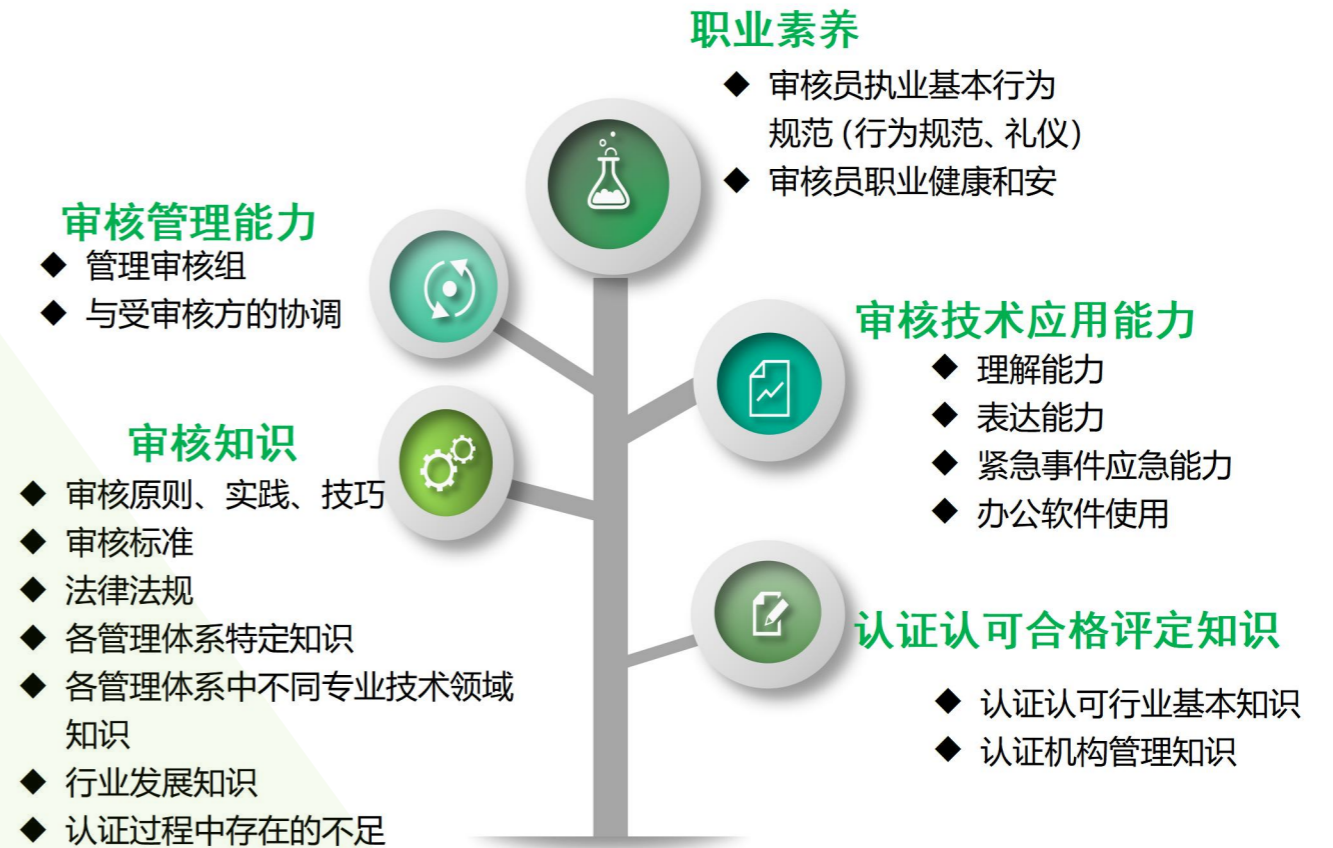 职业素养
◆ 审核员执业基本行为
规范(行为规范、礼仪)
◆ 审核员职业健康和安
审核管理能力
◆ 管理审核组
◆ 与受审核方的协调
审核技术应用能力
◆ 理解能力
◆ 表达能力
◆ 紧急事件应急能力
◆ 办公软件使用
审核知识
◆ 审核原则、实践、技巧
◆ 审核标准
◆ 法律法规
◆ 各管理体系特定知识
◆ 各管理体系中不同专业技术领域
知识
◆ 行业发展知识
◆ 认证过程中存在的不足
认证认可合格评定知识
◆ 认证认可行业基本知识
◆ 认证机构管理知识